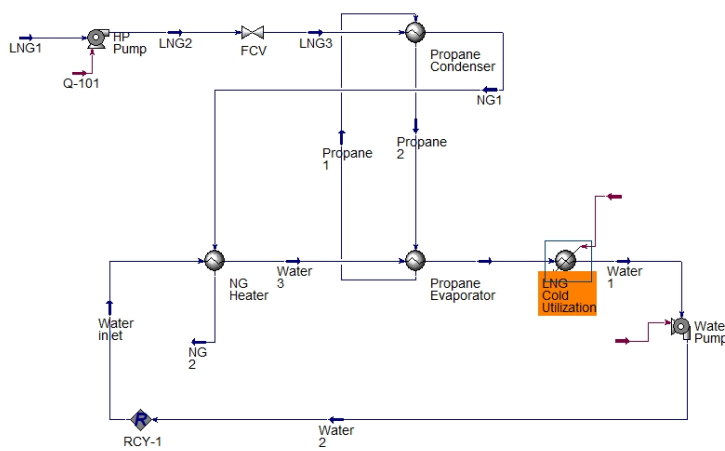 LNG1
HP
Pump
Q-101
LNG2
FCV
LNG3
Propane
Condenser
NG1
Propane
1
Propane
2
Water
inlet
NG
Heater
Water
3
Propane
Evaporator
LNG
Cold
Utilization
Water
1
Wate
Pump
NG
2
R
RCY-1
Water
2